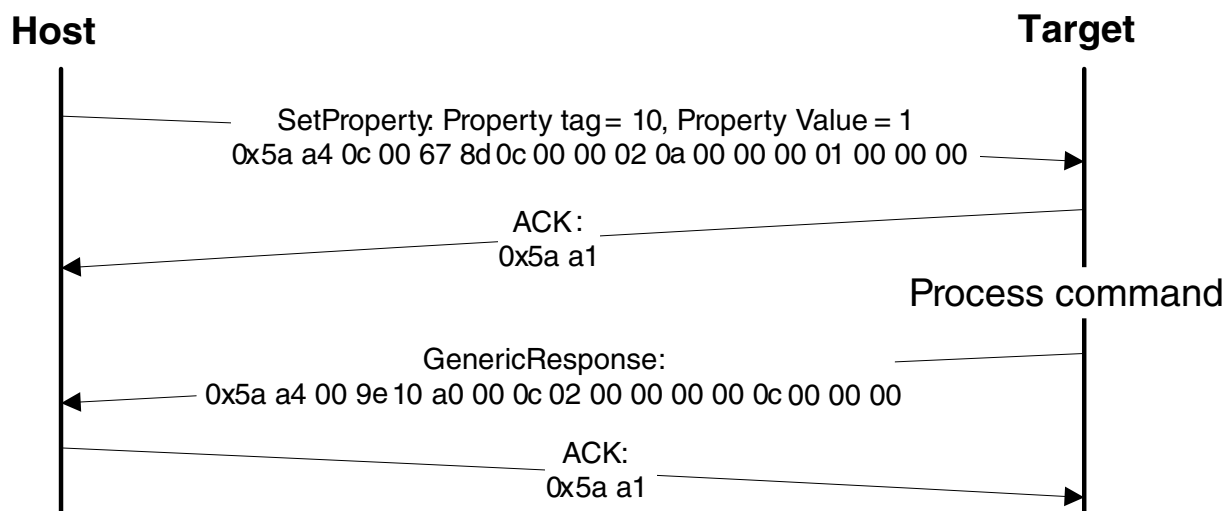 Host
Target
SetProperty: Property tag = 10, Property Value = 1
0x5a a4 0c 00 67 8d 0c 00 00 02 0a 00 00 00 01 00 00 00
ACK:
0x5a a1
Process command
GenericResponse:
0x5a a4 00 9e 10 a0 00 0c 02 00 00 00 00 0c 00 00 00
ACK:
0x5a a1